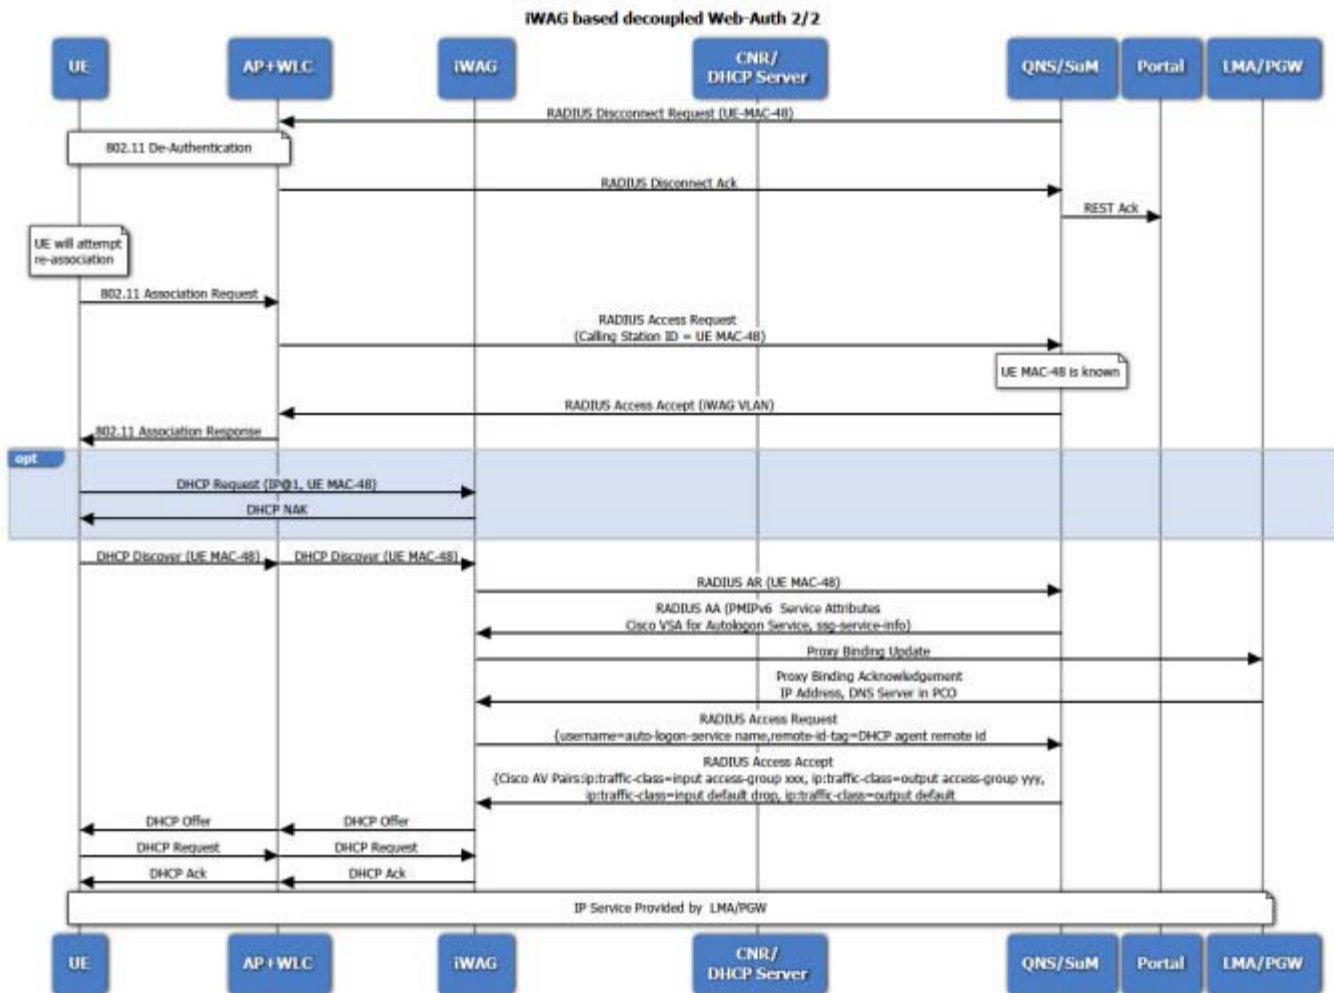 iWAG based decoupled Web-Auth 2/2
UE
AP+WLC
iWAG
CNR/
DHCP Server
QNS/SuM
Portal
LMA/PGW
RADIUS Discconnect Request (UE-MAC-48)
802.11 De-Authentication
RADIUS Disconnect Ack
REST Ack
UE will attempt
re-association
802.11 Association Request
RADIUS Access Request
(Calling Station ID = UE MAC-48)
UE MAC-48 is known
RADIUS Access Accept (iWAG VLAN)
802.11 Association Response
opt
DHCP Request (IP@1, UE MAC-48)
DHCP NAK
DHCP Discover (UE MAC-48)
DHCP Discover (UE MAC-48)
RADIUS AR (UE MAC-48)
RADIUS AA (PMIPv6 Service Attributes
Cisco VSA for Autologon Service, ssg-service-info)
Proxy Binding Update
Proxy Binding Acknowledgement
IP Address, DNS Server in PCO
RADIUS Access Request
(username=auto-logon-service name,remote-id-tag=DHCP agent remote id
RADIUS Access Accept
(Cisco AV Pairs:ip:traffic-class=input access-group xxx, ip:traffic-class=output access-group yyy,
ip:traffic-class=input default drop, ip:traffic-class=output default
DHCP Offer
DHCP Offer
DHCP Request
DHCP Request
DHCP Ack
DHCP Ack
IP Service Provided by LMA/PGW
UE
AP+WLC
iWAG
CNR/
DHCP Server
QNS/SuM
Portal
LMA/PGW